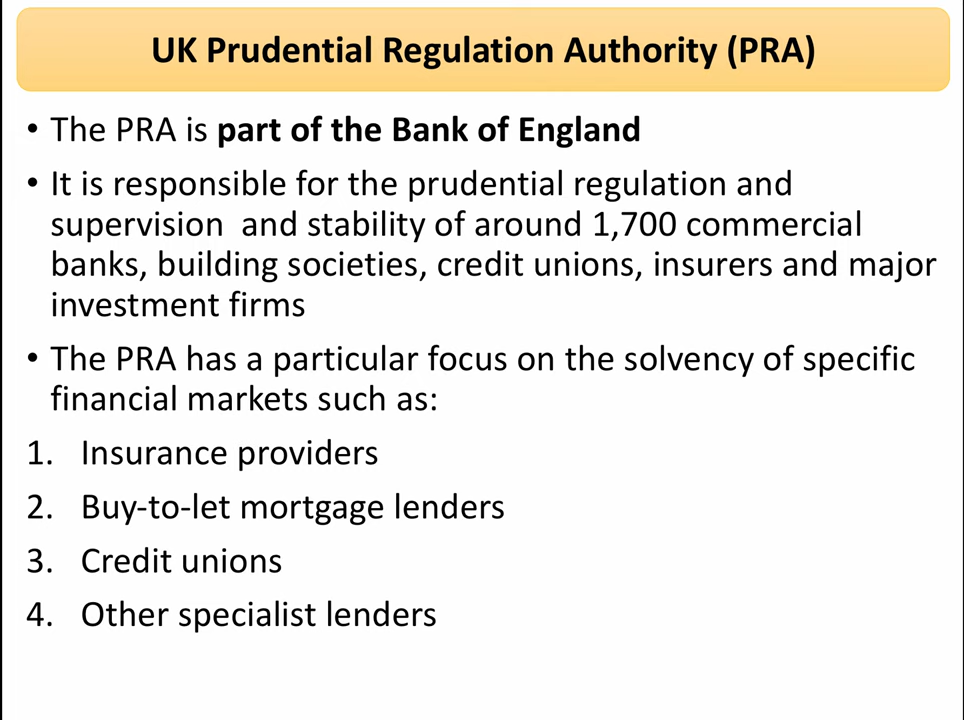 UK Prudential Regulation Authority (PRA)
• The PRA is part of the Bank of England
• It is responsible for the prudential regulation and
supervision  and stability of around 1,700 commercial
banks, building societies, credit unions, insurers and major
investment firms
• The PRA has a particular focus on the solvency of specific
financial markets such as:
1. Insurance providers
2. Buy-to-let mortgage lenders
3. Credit unions
4. Other specialist lenders